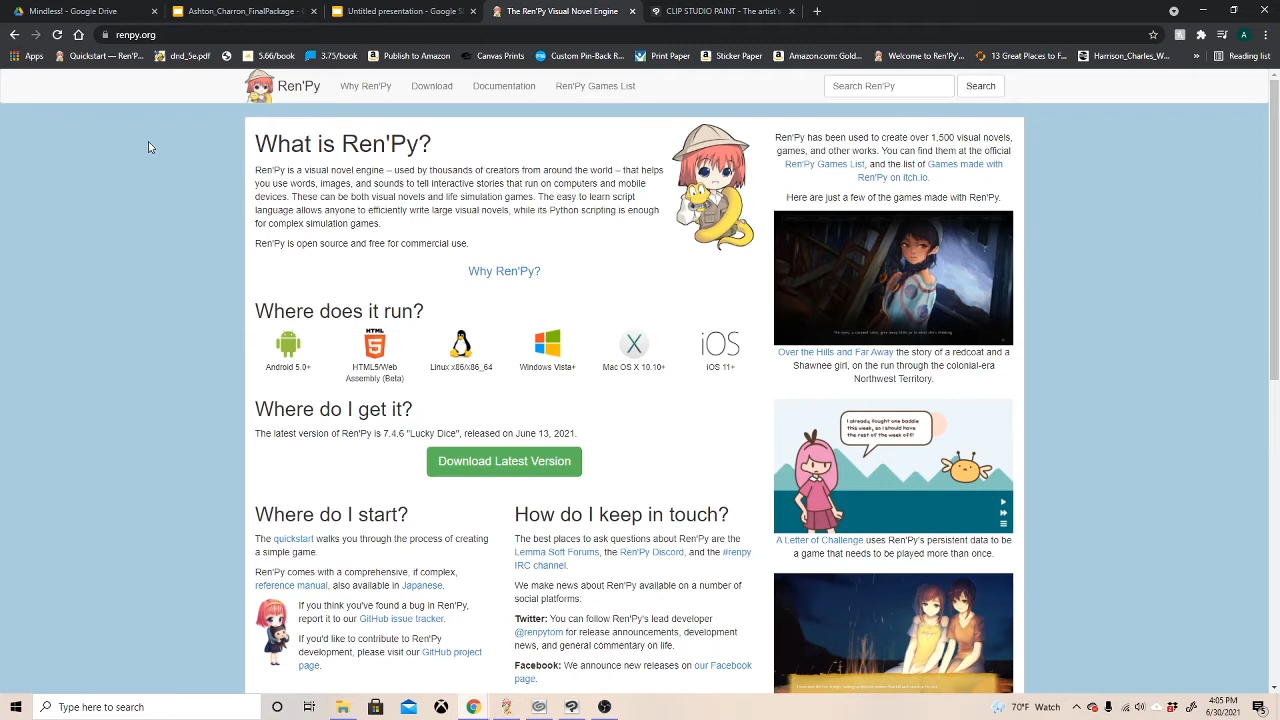 Mindless - Google Drive
Ashton_Charron_FinalPackage -
Untitled presentation - Google Sl
The Ren'Py Visual Novel Engine
CLIP STUDIO PAINT - The artist
renpy.org
Apps
Quickstart — Ren'P...
dnd_5e.pdf
5.66/63
3.75/book
Publish to Amazon
Constant Cyphers
Custom Pin-Back R...
Print Paper
Sticker Paper
Amazon.com: Gold...
Welcome to Ren'Py'...
13 Great Places to F...
Harrison_Charles_W...
Reading list
Ren'Py
Why Ren'Py
Download
Documentation
Ren'Py Games List
Search Ren'Py
Search
What is Ren'Py?
Ren'Py is a visual novel engine – used by thousands of creators from around the world – that helps
you use words, images, and sounds to tell interactive stories that run on computers and mobile
devices. These can be both visual novels and life simulation games. The easy to learn script
language allows anyone to efficiently write large visual novels, while its Python scripting is enough
for complex simulation games.
Ren'Py is open source and free for commercial use.
Why Ren'Py?
Where does it run?
HTML
5
X
iOS
Android 5.0+
HTML5/Web
Assembly (Beta)
Linux x86/x86_64
Windows Vista+
Mac OS X 10.10+
iOS 11+
Where do I get it?
The latest version of Ren'Py is 7.4.6 "Lucky Dice", released on June 13, 2021.
Download Latest Version
Where do I start?
The quickstart walks you through the process of creating
a simple game.
Ren'Py comes with a comprehensive, if complex,
reference manual, also available in Japanese.
If you think you've found a bug in Ren'Py,
report it to our GitHub issue tracker.
If you'd like to contribute to Ren'Py
development, please visit our GitHub project
page.
How do I keep in touch?
The best places to ask questions about Ren'Py are the
Lemma Soft Forums, the Ren'Py Discord, and the #renpy
IRC channel.
We make news about Ren'Py available on a number of
social platforms:
Twitter: You can follow Ren'Py's lead developer
@renpytom for release announcements, development
news, and general commentary on life.
Facebook: We announce new releases on our Facebook
page.
Ren'Py has been used to create over 1,500 visual novels,
games, and other works. You can find them at the official
Ren'Py Games List, and the list of Games made with
Ren'Py on itch.io.
Here are just a few of the games made with Ren'Py.
Over the Hills and Far Away the story of a redcoat and a
Shawnee girl, on the run through the colonial-era
Northwest Territory.
I already fought one baddie
this week, so I should have
the rest of the week off!
A Letter of Challenge uses Ren'Py's persistent data to be
a game that needs to be played more than once.
Type here to search
70°F Watch
4:05 PM
6/30/2021